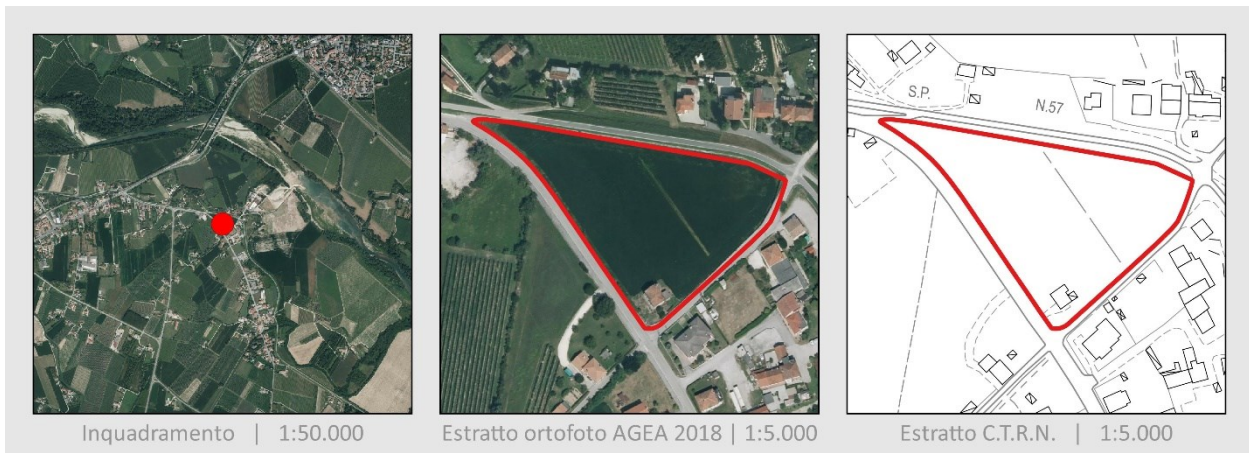 S.P.
N.57
Inquadramento | 1:50.000
Estratto ortofoto AGEA 2018 | 1:5.000
Estratto C.T.R.N. | 1:5.000